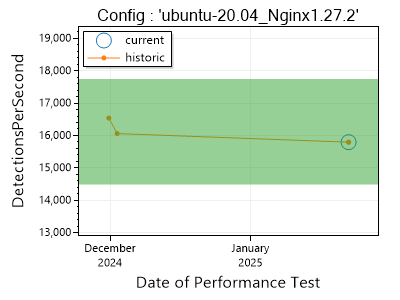 Config : 'ubuntu-20.04_Nginx1.27.2'
current
historic
DetectionsPerSecond
19,000
18,000
17,000
16,000
15,000
14,000
13,000
December
2024
January
2025
Date of Performance Test